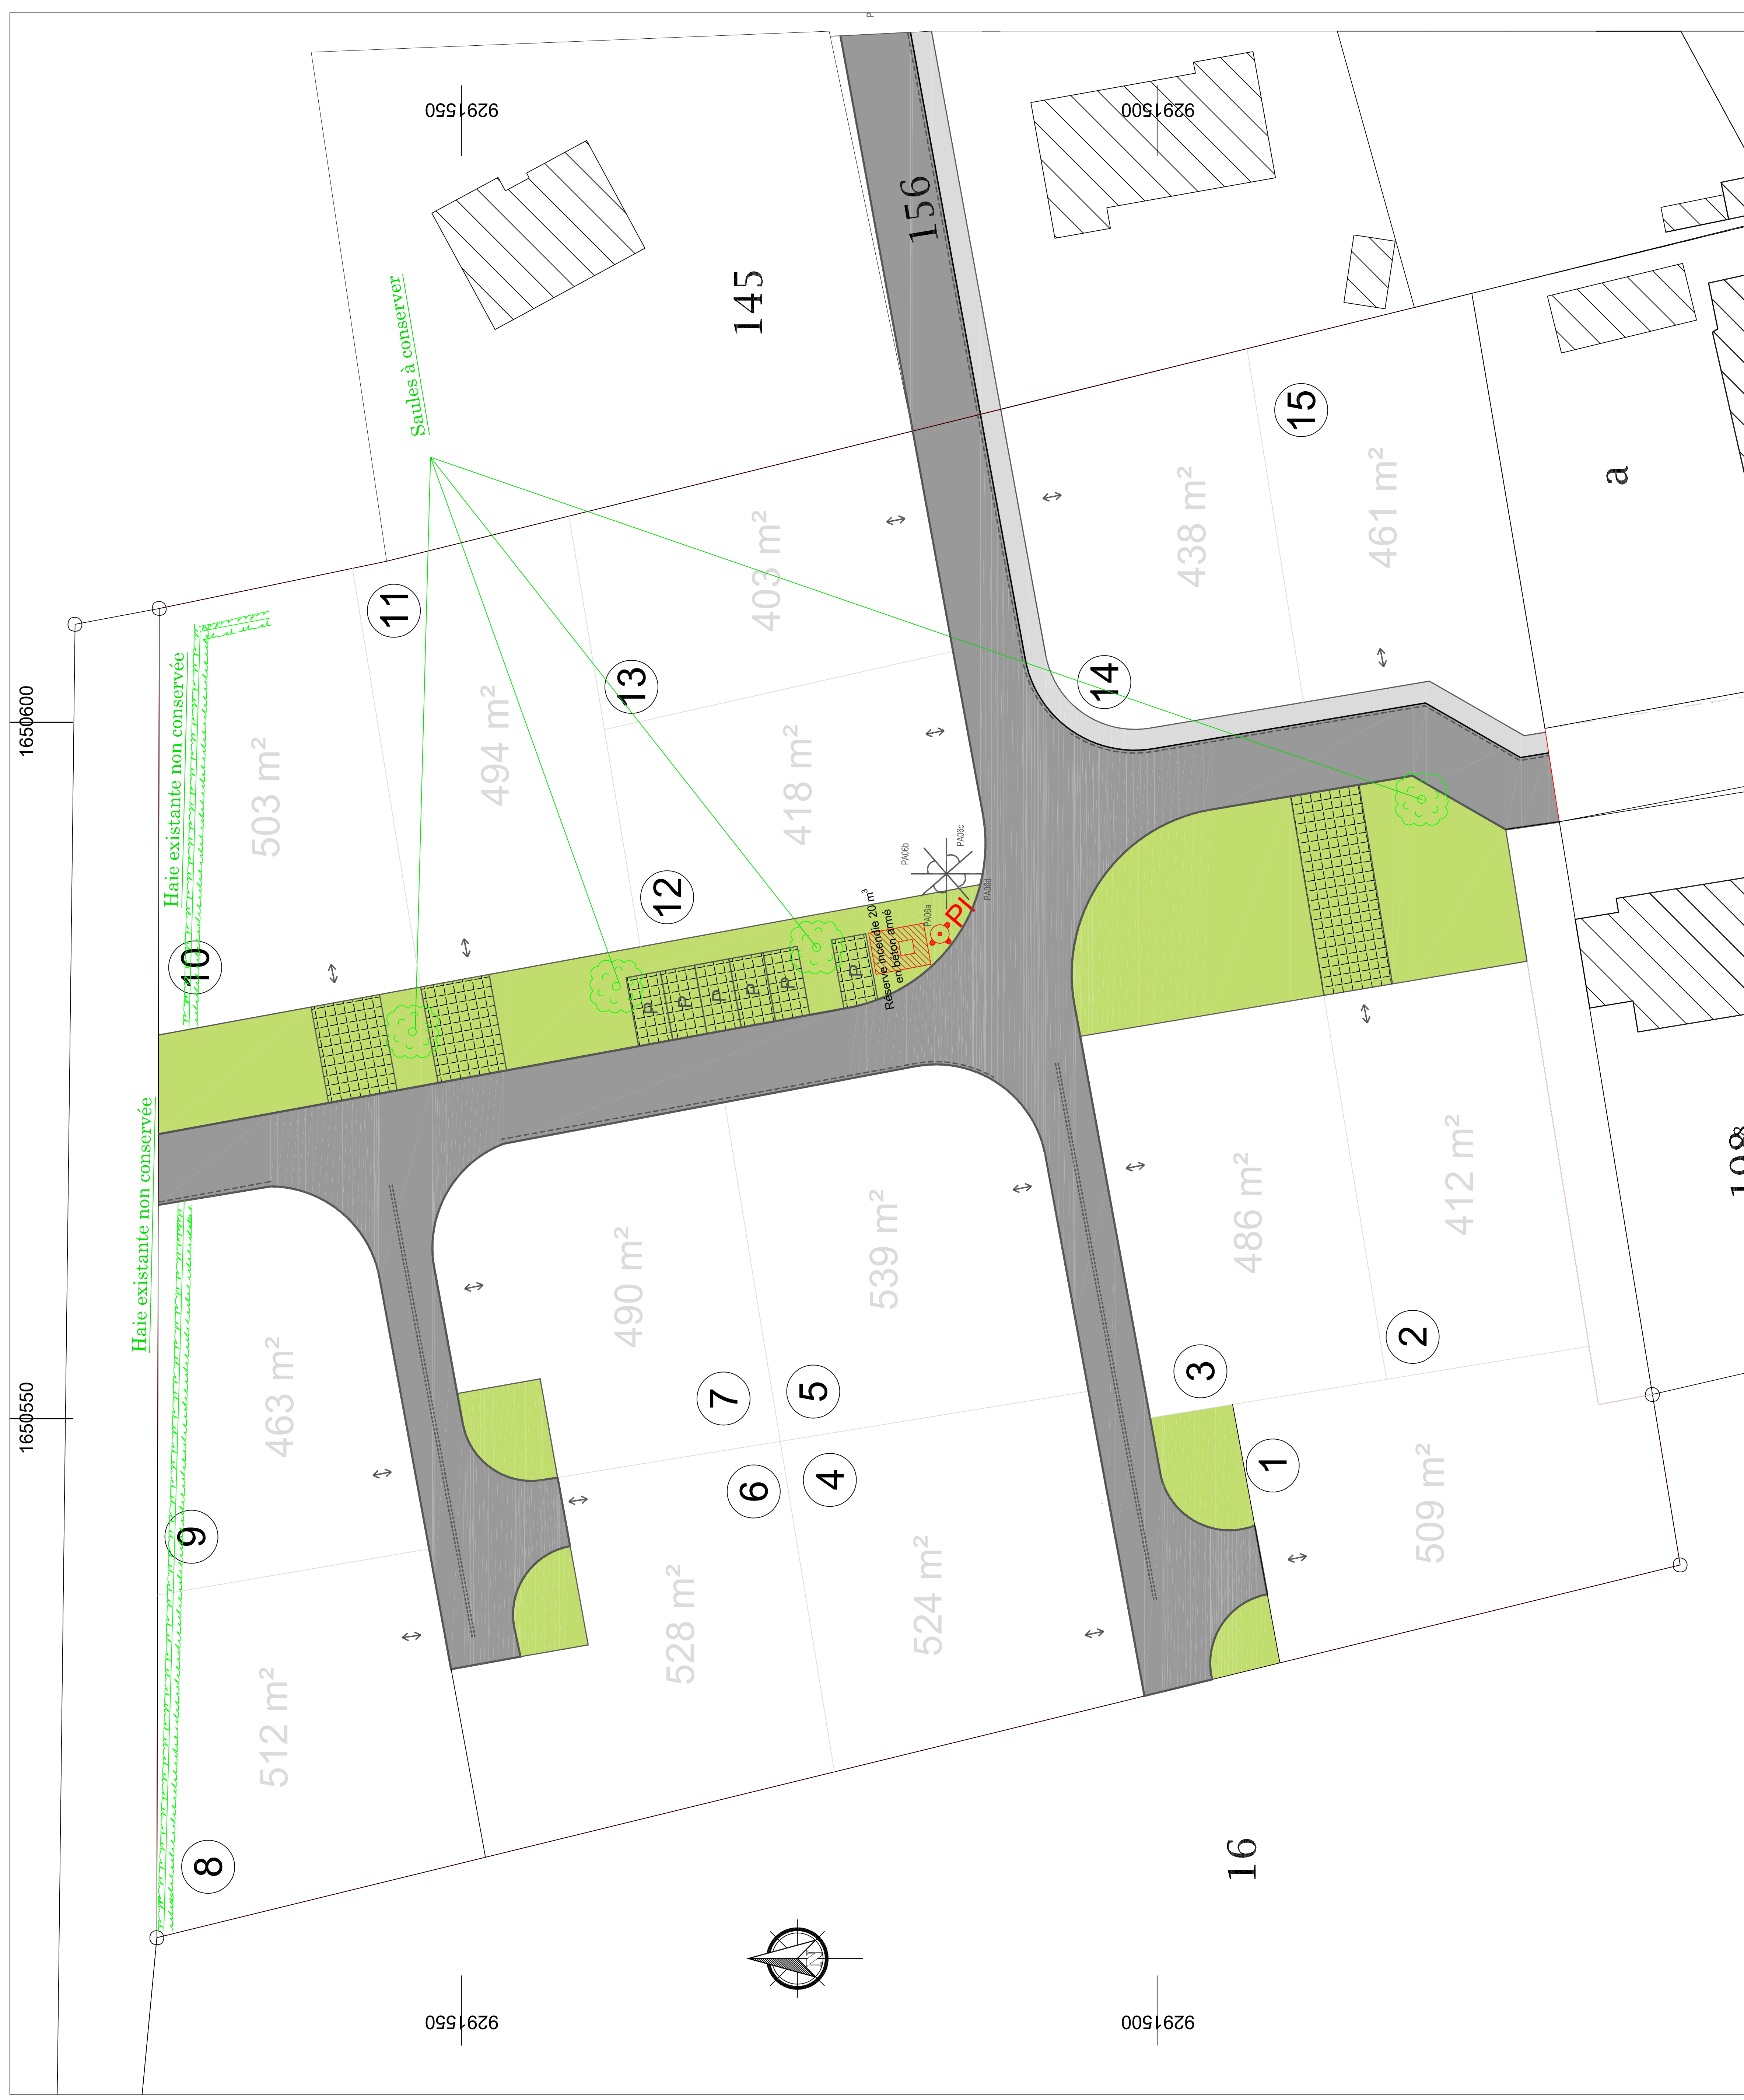 9291550
9291500
156
145
Saules à conserver
15
438 m²
461 m²
a
403 m²
11
13
14
1650600
Haie existante non conservée
503 m²
494 m²
418 m²
12
10
PA06b
PA06c
PA06a
PA06d
PI
Réserve incendie 20 m³
en béton armé
P
P
P
P
P
P
Haie existante non conservée
463 m²
490 m²
539 m²
486 m²
412 m²
198
1650550
7
5
3
2
6
4
1
9
512 m²
528 m²
524 m²
509 m²
8
16
N
9291550
9291500